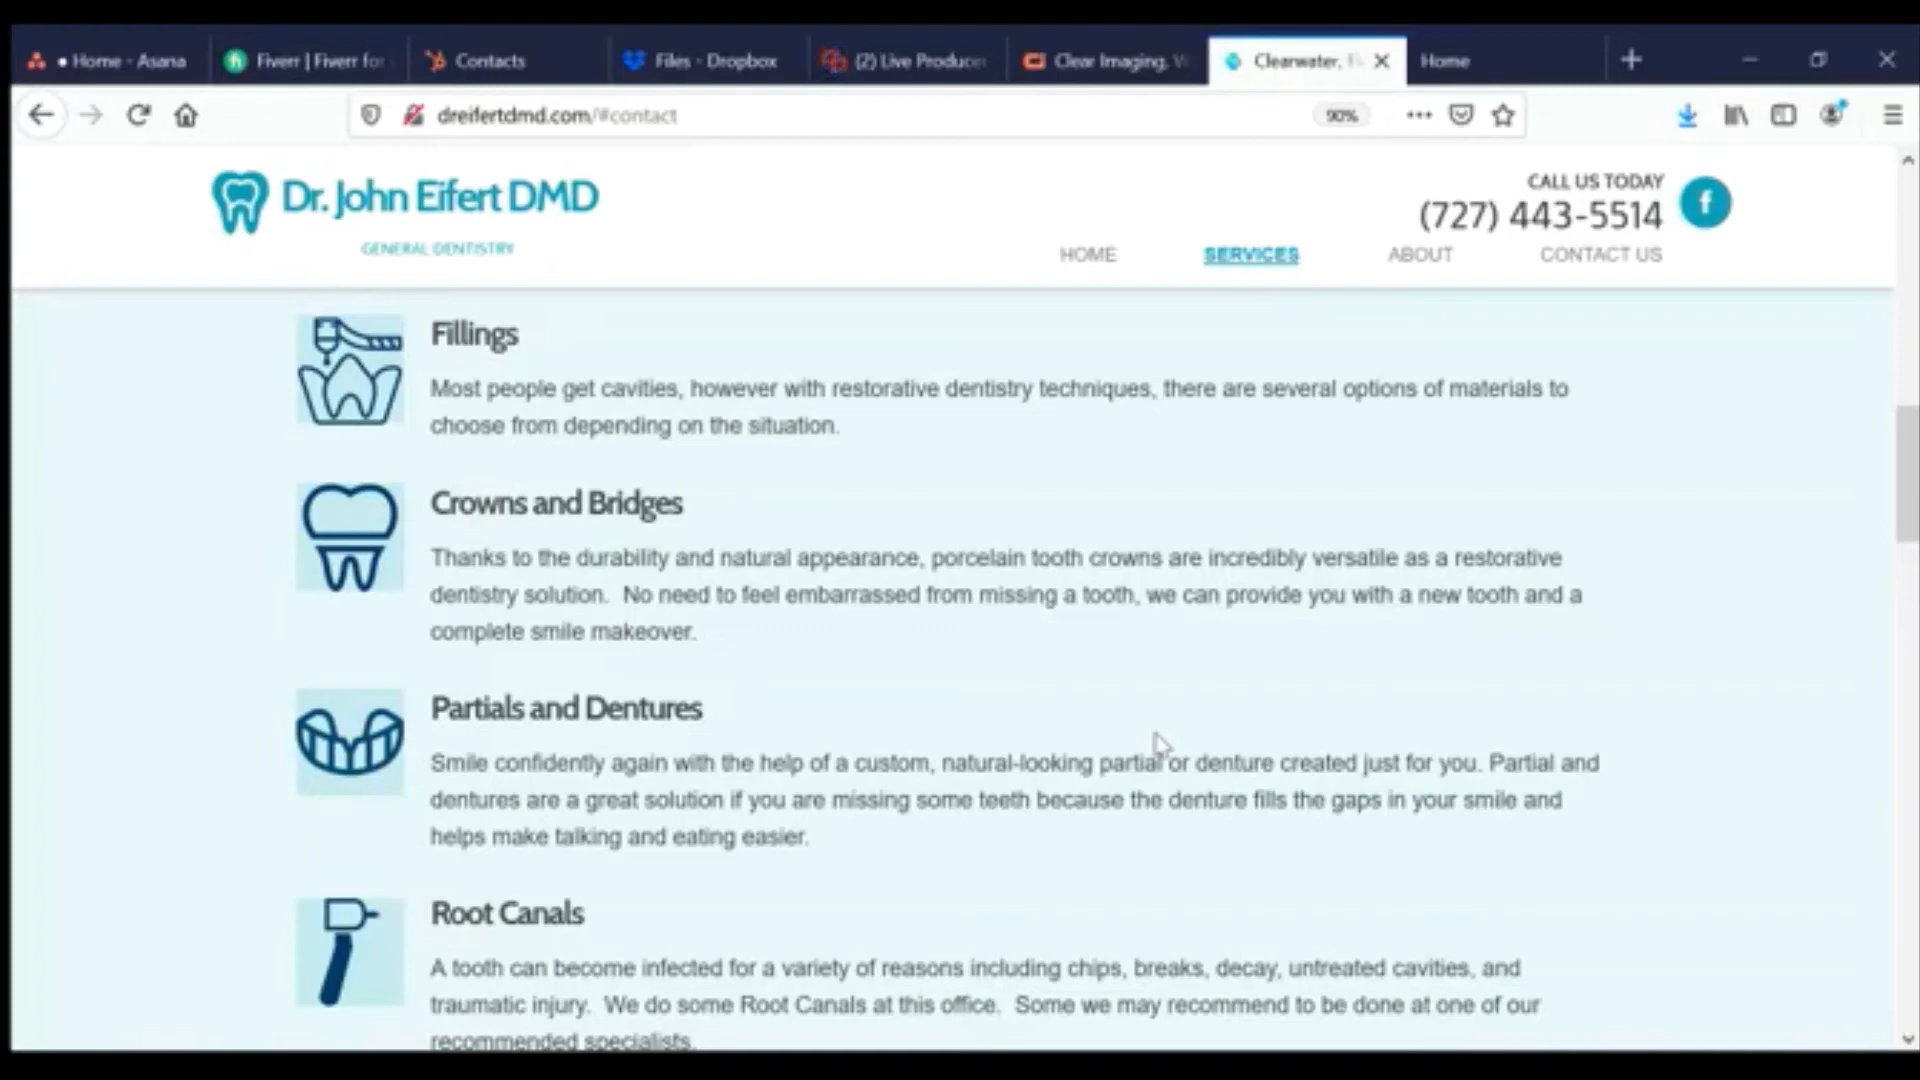 • Home - Asana
Fiverr | Fiverr for
Contacts
Files - Dropbox
(2) Live Produc
Clear Imaging,
Clearwater,
Home
dreifertdmd.com/#contact
90%
Dr. John Eifert DMD
GENERAL DENTISTRY
CALL US TODAY
(727) 443-5514
f
HOME
SERVICES
ABOUT
CONTACT US
Fillings
Most people get cavities, however with restorative dentistry techniques, there are several options of materials to
choose from depending on the situation.
Crowns and Bridges
Thanks to the durability and natural appearance, porcelain tooth crowns are incredibly versatile as a restorative
dentistry solution.  No need to feel embarrassed from missing a tooth, we can provide you with a new tooth and a
complete smile makeover.
Partials and Dentures
Smile confidently again with the help of a custom, natural-looking partial or denture created just for you. Partial and
dentures are a great solution if you are missing some teeth because the denture fills the gaps in your smile and
helps make talking and eating easier.
Root Canals
A tooth can become infected for a variety of reasons including chips, breaks, decay, untreated cavities, and
traumatic injury.  We do some Root Canals at this office.  Some we may recommend to be done at one of our
recommended specialists.